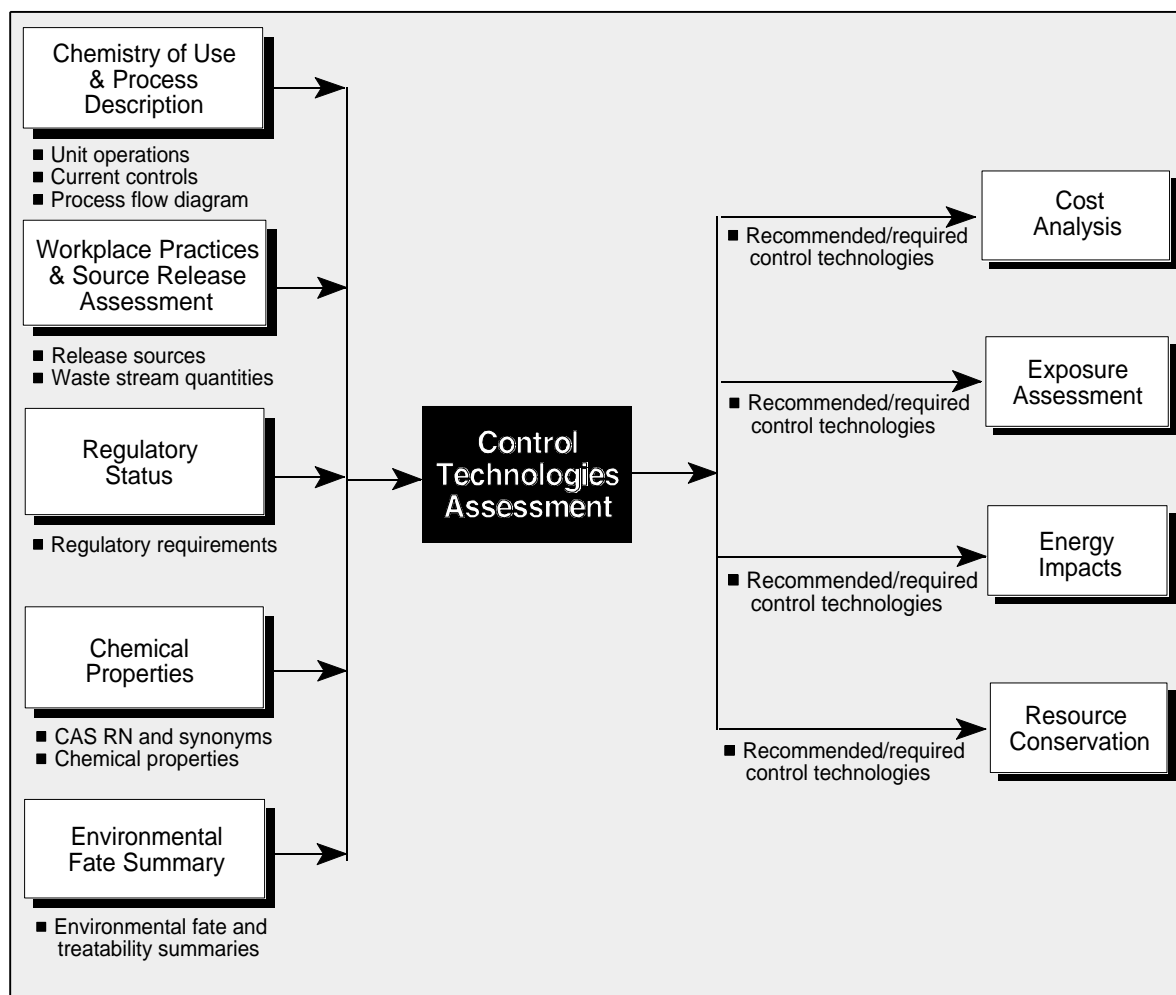 Chemistry of Use
& Process
Description
■ Unit operations
■ Current controls
■ Process flow diagram
Workplace Practices
& Source Release
Assessment
■ Release sources
■ Waste stream quantities
Regulatory
Status
■ Regulatory requirements
Chemical
Properties
■ CAS RN and synonyms
■ Chemical properties
Environmental
Fate Summary
■ Environmental fate and
treatability summaries
Control
Technologies
Assessment
■ Recommended/required
control technologies
Cost
Analysis
■ Recommended/required
control technologies
Exposure
Assessment
■ Recommended/required
control technologies
Energy
Impacts
■ Recommended/required
control technologies
Resource
Conservation